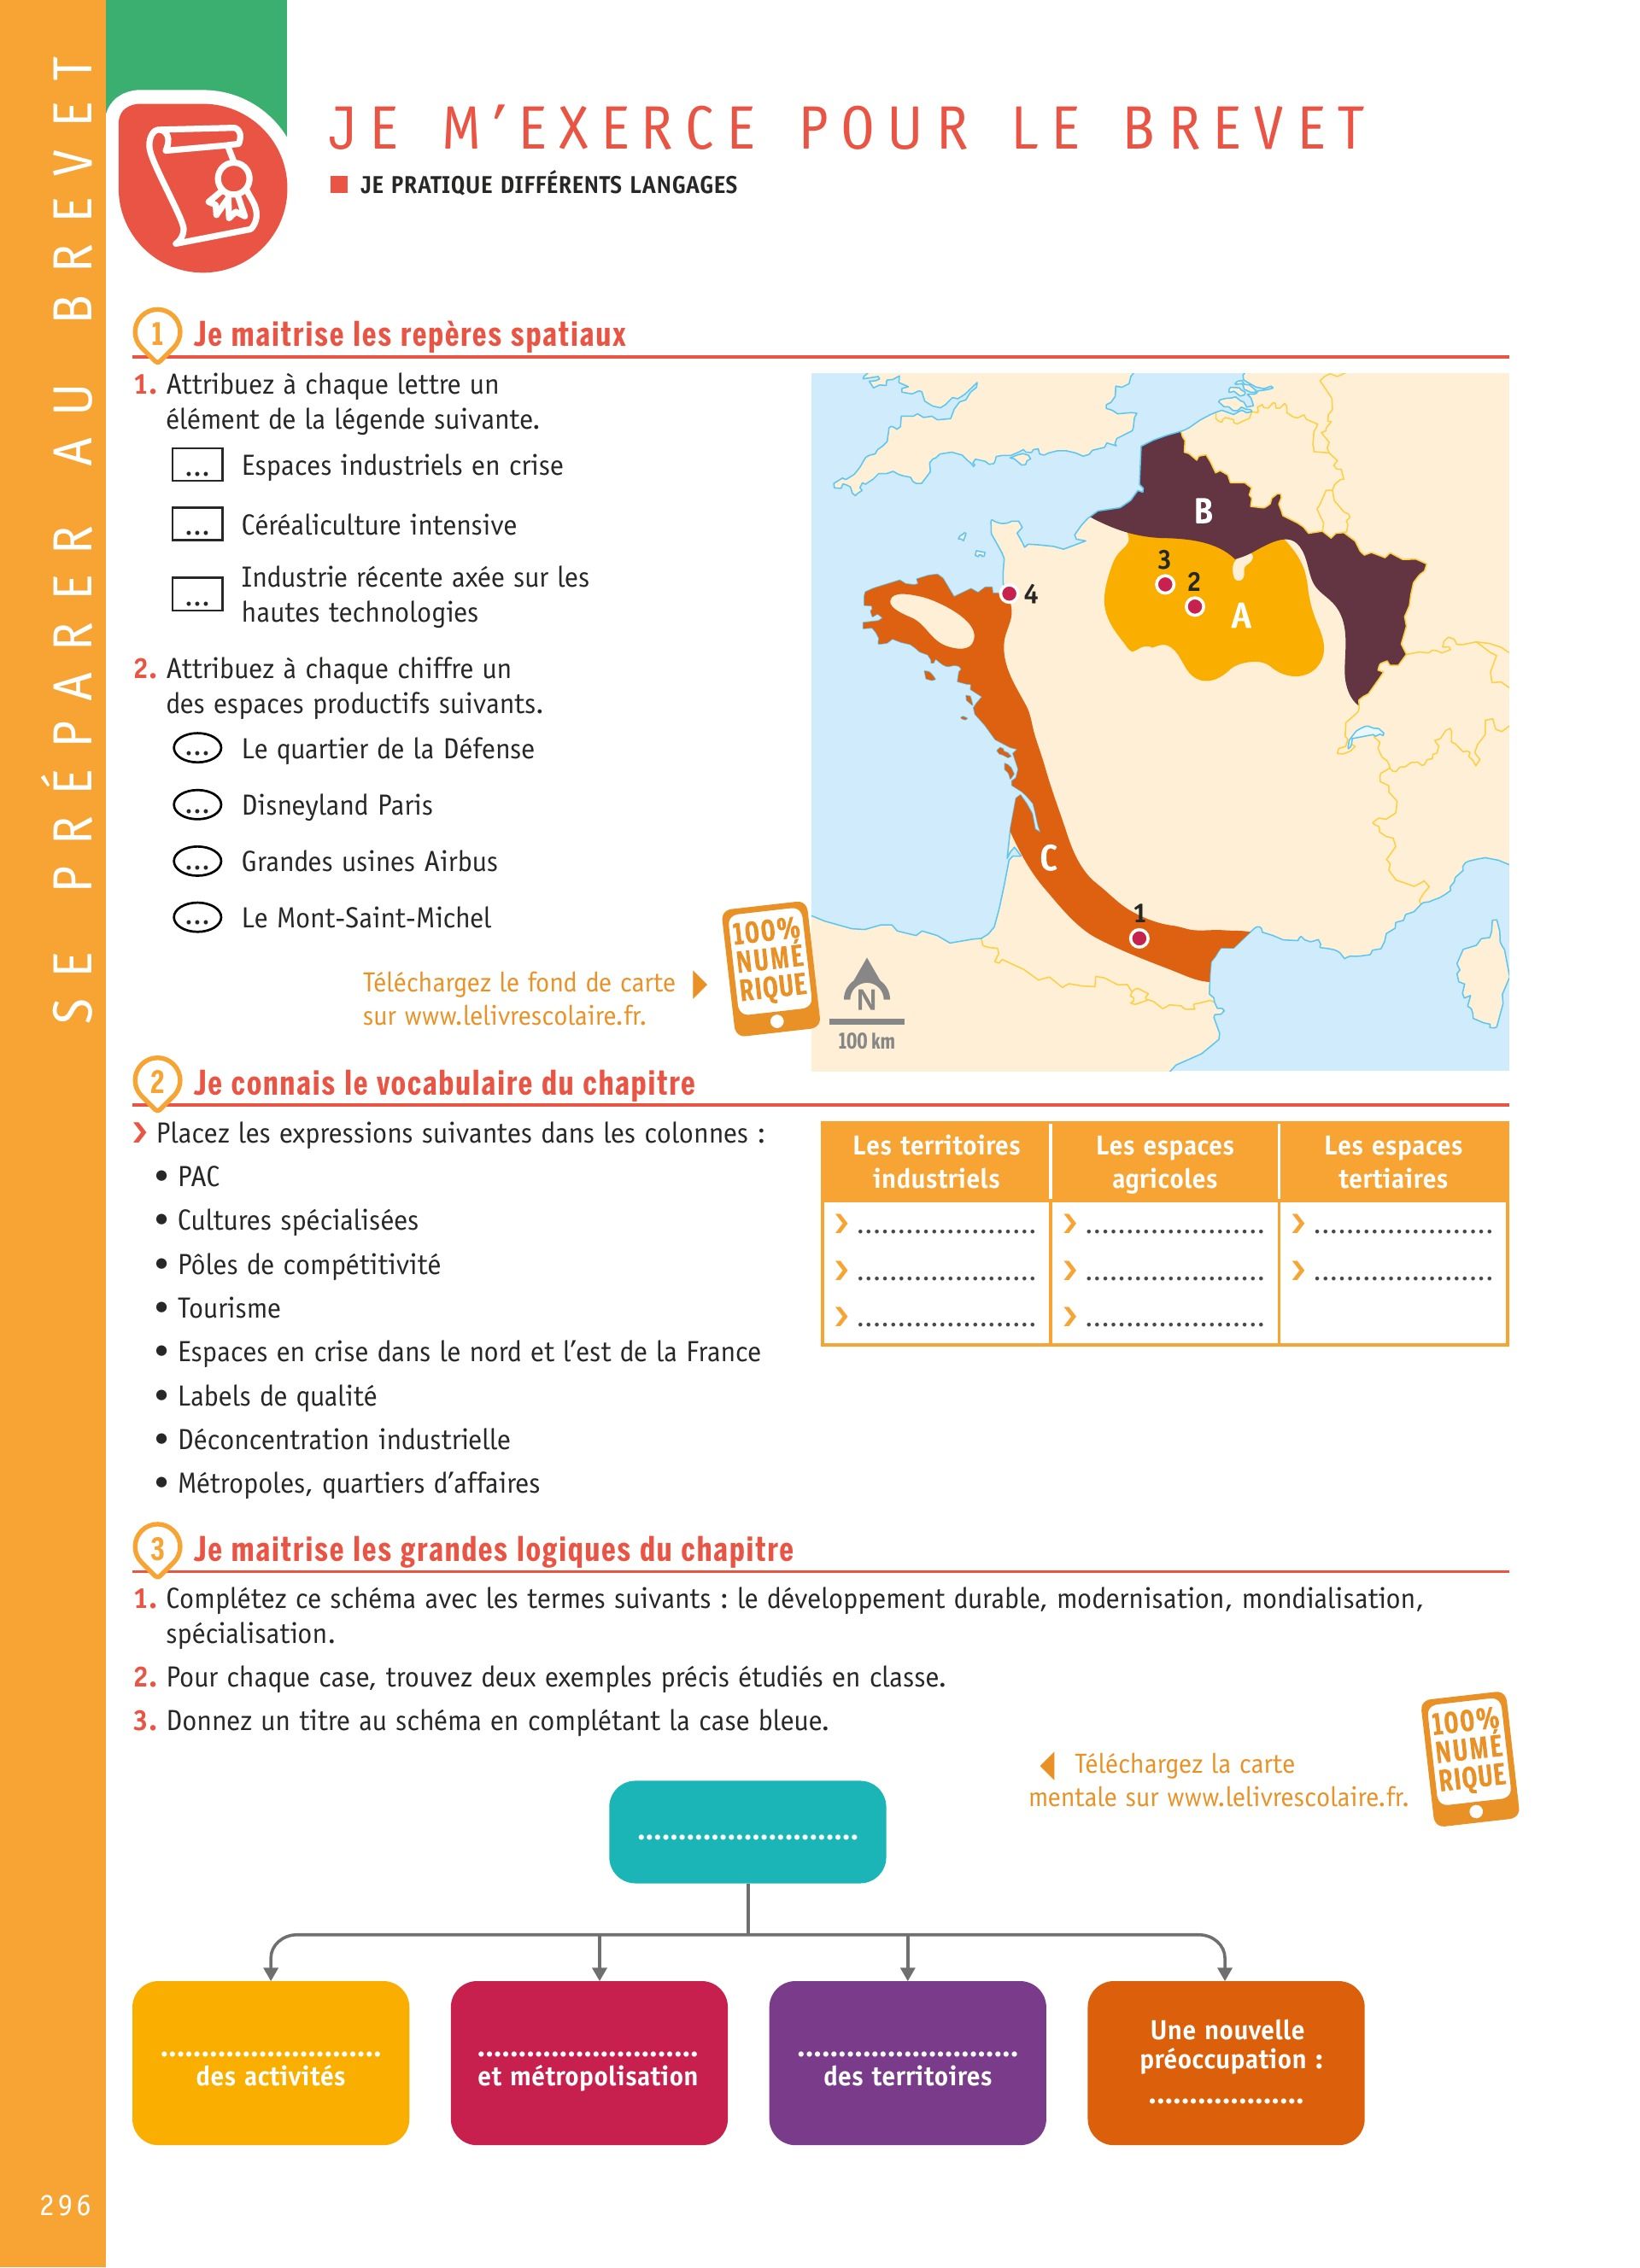 SE PRÉPARER AU BREVET
JE M'EXERCE POUR LE BREVET
JE PRATIQUE DIFFÉRENTS LANGAGES
1 Je maitrise les repères spatiaux
1. Attribuez à chaque lettre un
élément de la légende suivante.
... Espaces industriels en crise
... Céréaliculture intensive
... Industrie récente axée sur les
hautes technologies
2. Attribuez à chaque chiffre un
des espaces productifs suivants.
... Le quartier de la Défense
... Disneyland Paris
... Grandes usines Airbus
... Le Mont-Saint-Michel
Téléchargez le fond de carte
sur www.lelivrescolaire.fr.
100%
NUMÉ
RIQUE
B
3
2
4
A
C
1
N
100 km
2 Je connais le vocabulaire du chapitre
Placez les expressions suivantes dans les colonnes :
• PAC
• Cultures spécialisées
• Pôles de compétitivité
• Tourisme
• Espaces en crise dans le nord et l'est de la France
• Labels de qualité
• Déconcentration industrielle
• Métropoles, quartiers d'affaires
Les territoires
industriels
Les espaces
agricoles
Les espaces
tertiaires
3 Je maitrise les grandes logiques du chapitre
1. Complétez ce schéma avec les termes suivants : le développement durable, modernisation, mondialisation,
spécialisation.
2. Pour chaque case, trouvez deux exemples précis étudiés en classe.
3. Donnez un titre au schéma en complétant la case bleue.
Téléchargez la carte
mentale sur www.lelivrescolaire.fr.
100%
NUMÉ
RIQUE
des activités
et métropolisation
des territoires
Une nouvelle
préoccupation :
296